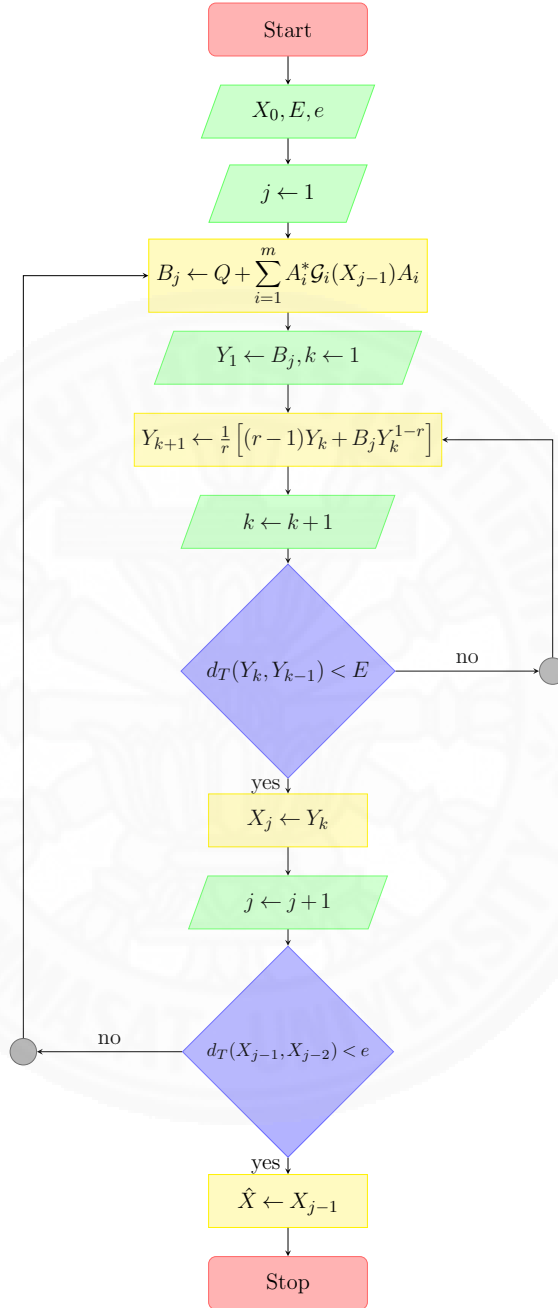 Start
X_0, E, e
j ← 1
B_j ← Q + \sum_{i=1}^{m} A_i^* \mathcal{G}_i(X_{j-1}) A_i
Y_1 ← B_j, k ← 1
Y_{k+1} ← \frac{1}{r} [(r-1)Y_k + B_j Y_k^{1-r}]
k ← k+1
d_T(Y_k, Y_{k-1}) < E
no
yes
X_j ← Y_k
j ← j+1
no
d_T(X_{j-1}, X_{j-2}) < e
yes
\hat{X} ← X_{j-1}
Stop